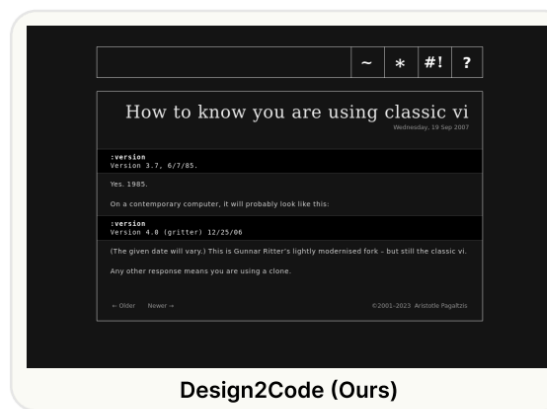 ~ * #! ?
How to know you are using classic vi
Wednesday, 19 Sep 2007
:version
Version 3.7, 6/7/85.
Yes. 1985.
On a contemporary computer, it will probably look like this:
:version
Version 4.0 (gritter) 12/25/06
(The given date will vary.) This is Gunnar Ritter's lightly modernised fork – but still the classic vi.
Any other response means you are using a clone.
← Older Newer → ©2001–2023 Aristotle Pagaltzis
Design2Code (Ours)